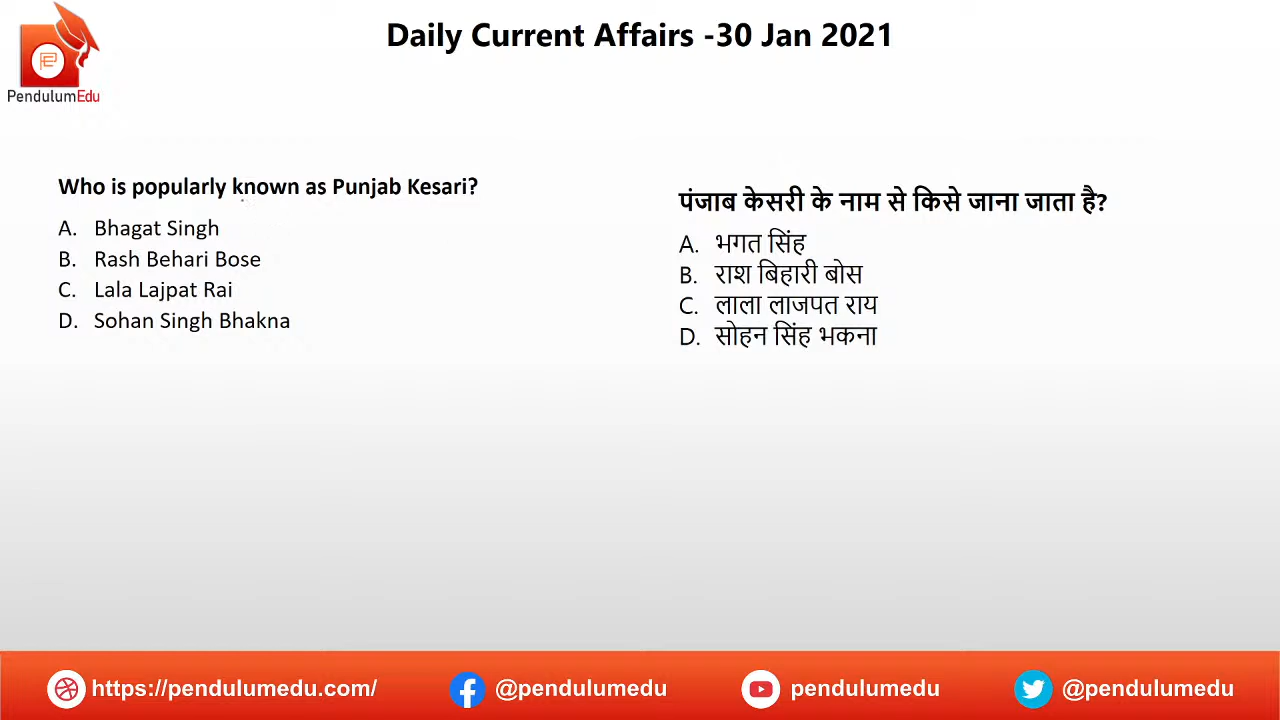 Daily Current Affairs -30 Jan 2021
PendulumEdu
Who is popularly known as Punjab Kesari?
A. Bhagat Singh
B. Rash Behari Bose
C. Lala Lajpat Rai
D. Sohan Singh Bhakna
पंजाब केसरी के नाम से किसे जाना जाता है?
A. भगत सिंह
B. राश बिहारी बोस
C. लाला लाजपत राय
D. सोहन सिंह भकना
https://pendulumedu.com/
@pendulumedu
pendulumedu
@pendulumedu